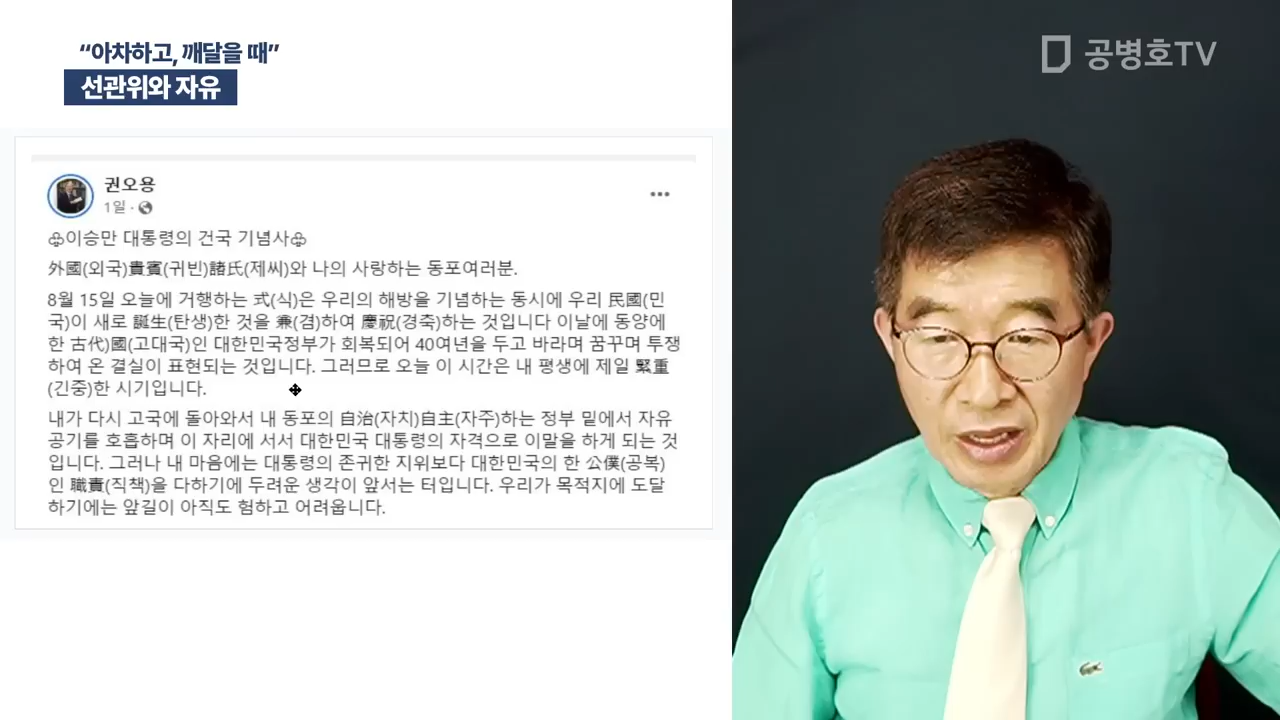 “아차하고, 깨달을 때”
선관위와 자유
공병호TV
권오용
1일 ·
♧이승만 대통령의 건국 기념사♧
外國(외국)貴賓(귀빈)諸氏(제씨)와 나의 사랑하는 동포여러분.
8월 15일 오늘에 거행하는 式(식)은 우리의 해방을 기념하는 동시에 우리 民國(민
국)이 새로 誕生(탄생)한 것을 兼(겸)하여 慶祝(경축)하는 것입니다 이날에 동양에
한 古代)國(고대국)인 대한민국정부가 회복되어 40여년을 두고 바라며 꿈꾸며 투쟁
하여 온 결실이 표현되는 것입니다. 그러므로 오늘 이 시간은 내 평생에 제일 緊重
(긴중)한 시기입니다.
내가 다시 고국에 돌아와서 내 동포의 自治(자치)自主(자주)하는 정부 밑에서 자유
공기를 호흡하며 이 자리에 서서 대한민국 대통령의 자격으로 이말을 하게 되는 것
입니다. 그러나 내 마음에는 대통령의 존귀한 지위보다 대한민국의 한 公僕(공복)
인 職責(직책)을 다하기에 두려운 생각이 앞서는 터입니다. 우리가 목적지에 도달
하기에는 앞길이 아직도 험하고 어려웁니다.